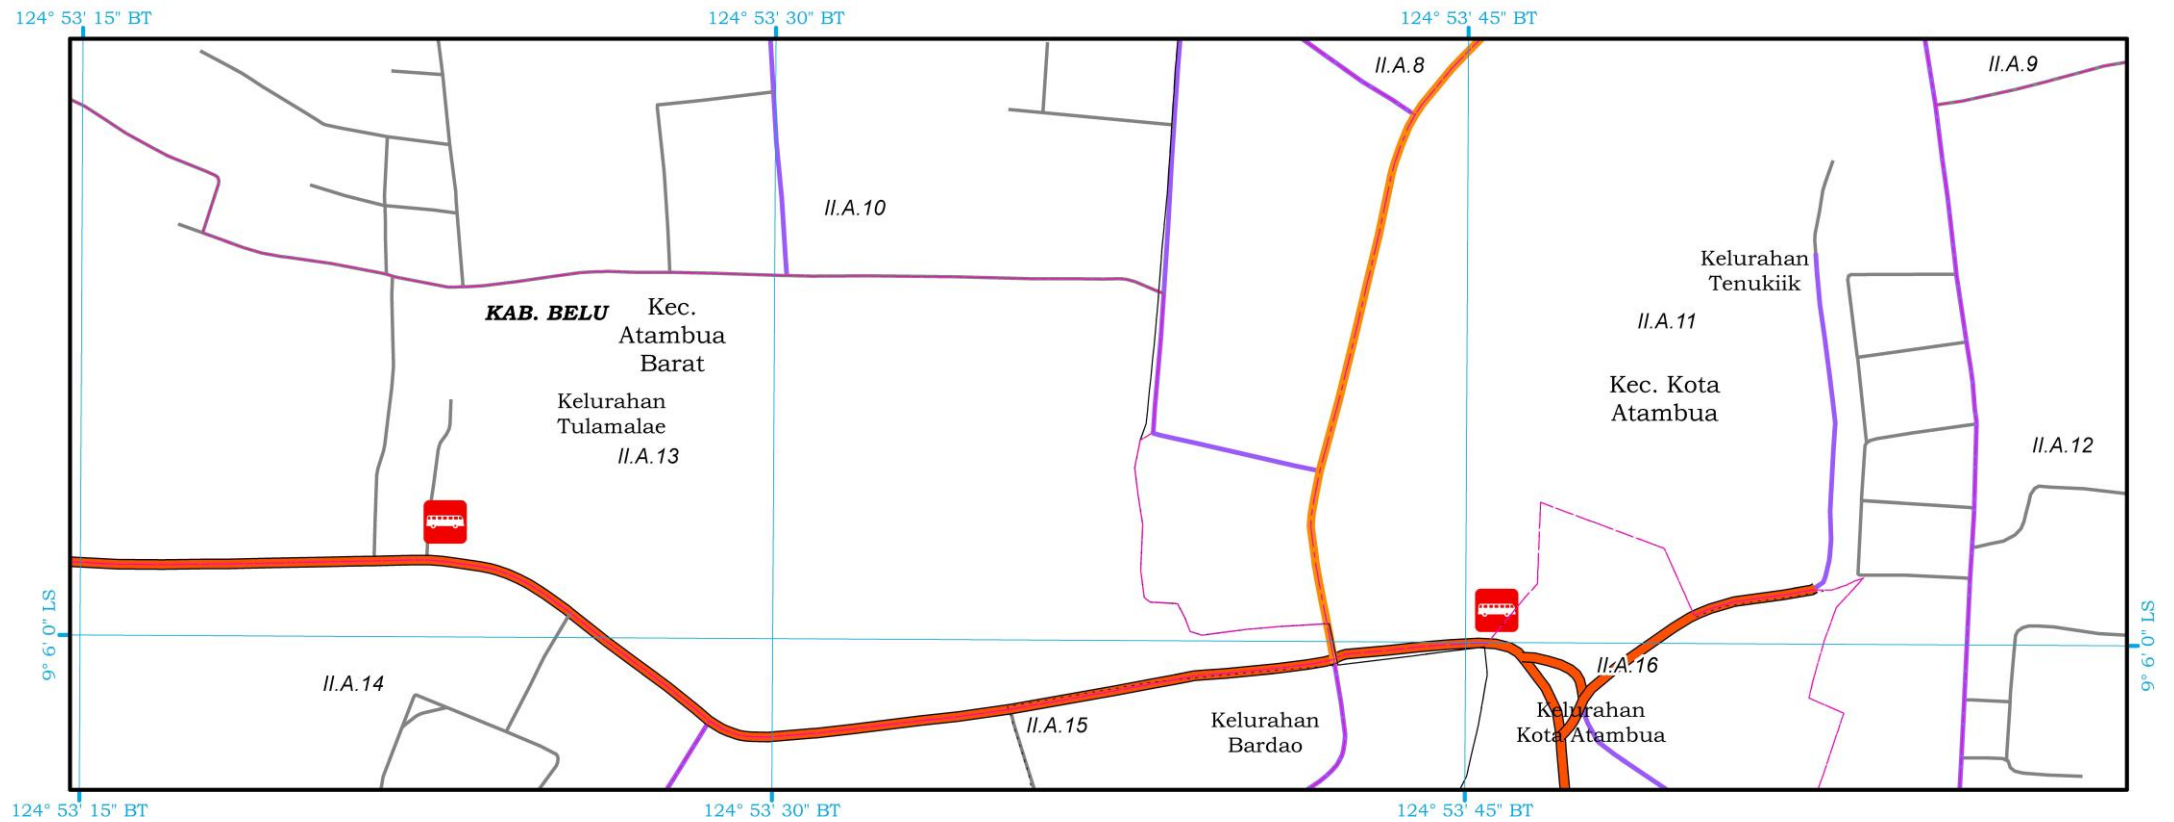 124° 53' 15" BT
124° 53' 30" BT
124° 53' 45" BT
II.A.8
II.A.9
II.A.10
Kelurahan
Tenukiik
KAB. BELU
Kec.
Atambua
Barat
II.A.11
Kec. Kota
Atambua
Kelurahan
Tulamalae
II.A.13
II.A.12
9° 6' 0" LS
9° 6' 0" LS
II.A.14
II.A.15
II.A.16
Kelurahan
Bardao
Kelurahan
Kota Atambua
124° 53' 15" BT
124° 53' 30" BT
124° 53' 45" BT